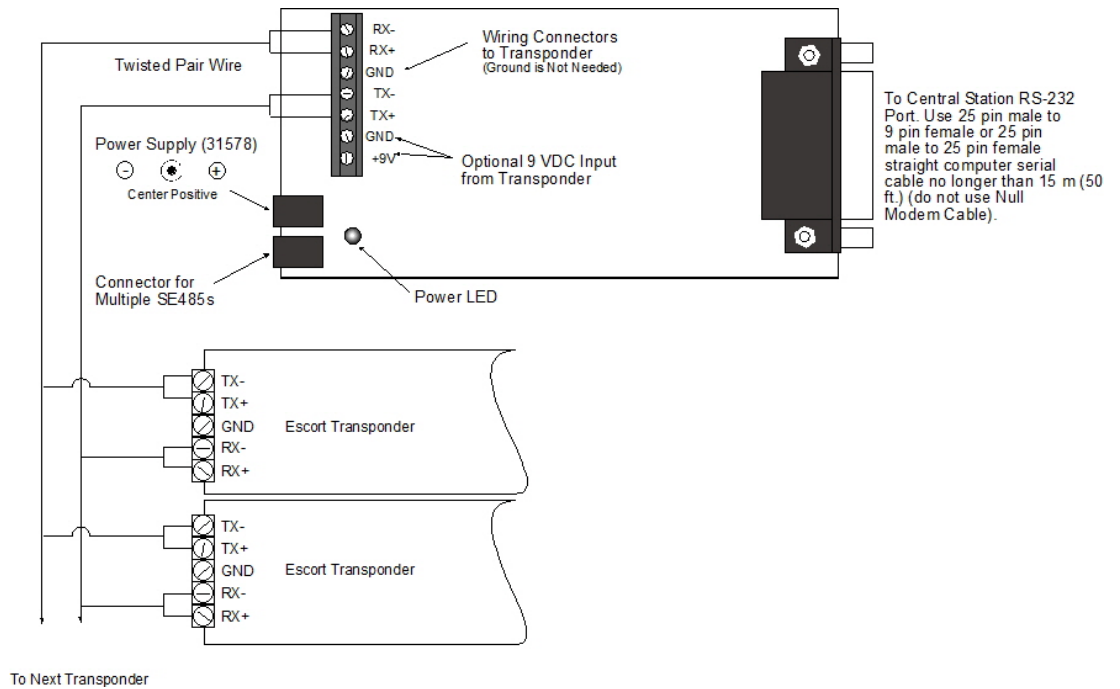 RX-
RX+
GND
TX-
TX+
GND
+9V
Wiring Connectors
to Transponder
(Ground is Not Needed)
Twisted Pair Wire
Power Supply (31578)
- +
Center Positive
Optional 9 VDC Input
from Transponder
To Central Station RS-232
Port. Use 25 pin male to
9 pin female or 25 pin
male to 25 pin female
straight computer serial
cable no longer than 15 m (50
ft.) (do not use Null
Modem Cable).
Connector for
Multiple SE485s
Power LED
TX-
TX+
GND
RX-
RX+
Escort Transponder
TX-
TX+
GND
RX-
RX+
Escort Transponder
To Next Transponder